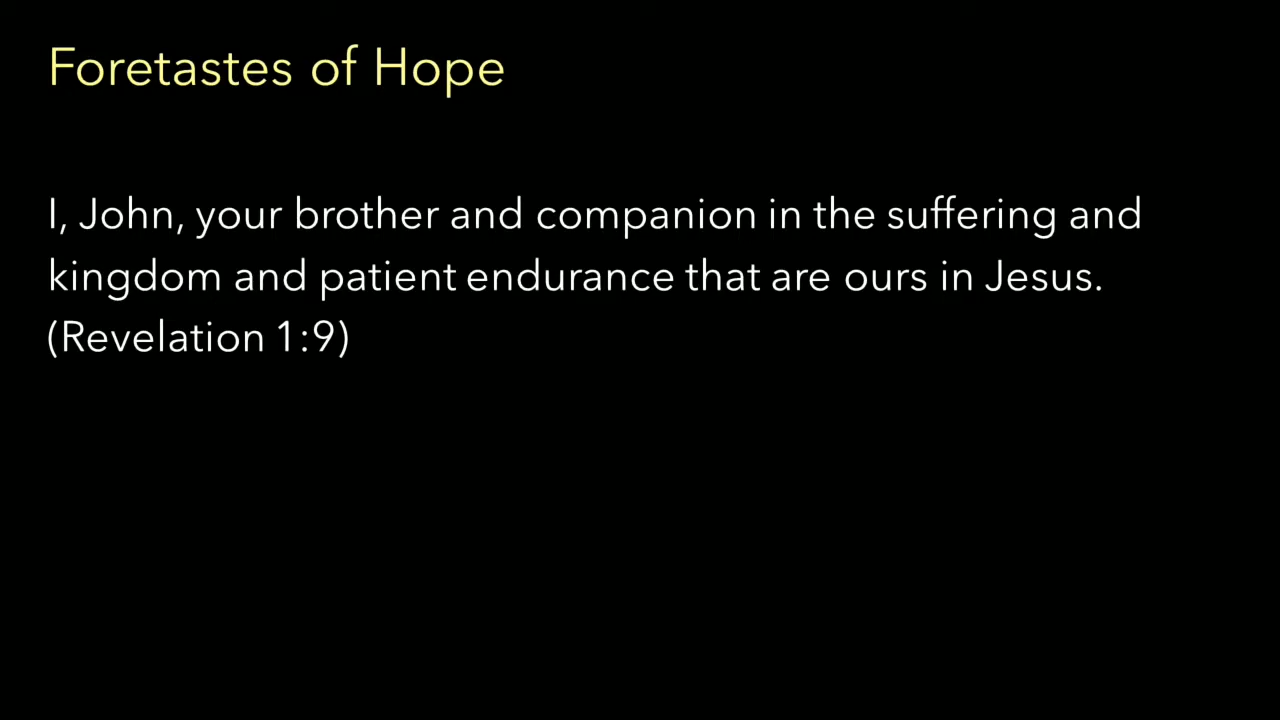 Foretastes of Hope
I, John, your brother and companion in the suffering and
kingdom and patient endurance that are ours in Jesus.
(Revelation 1:9)